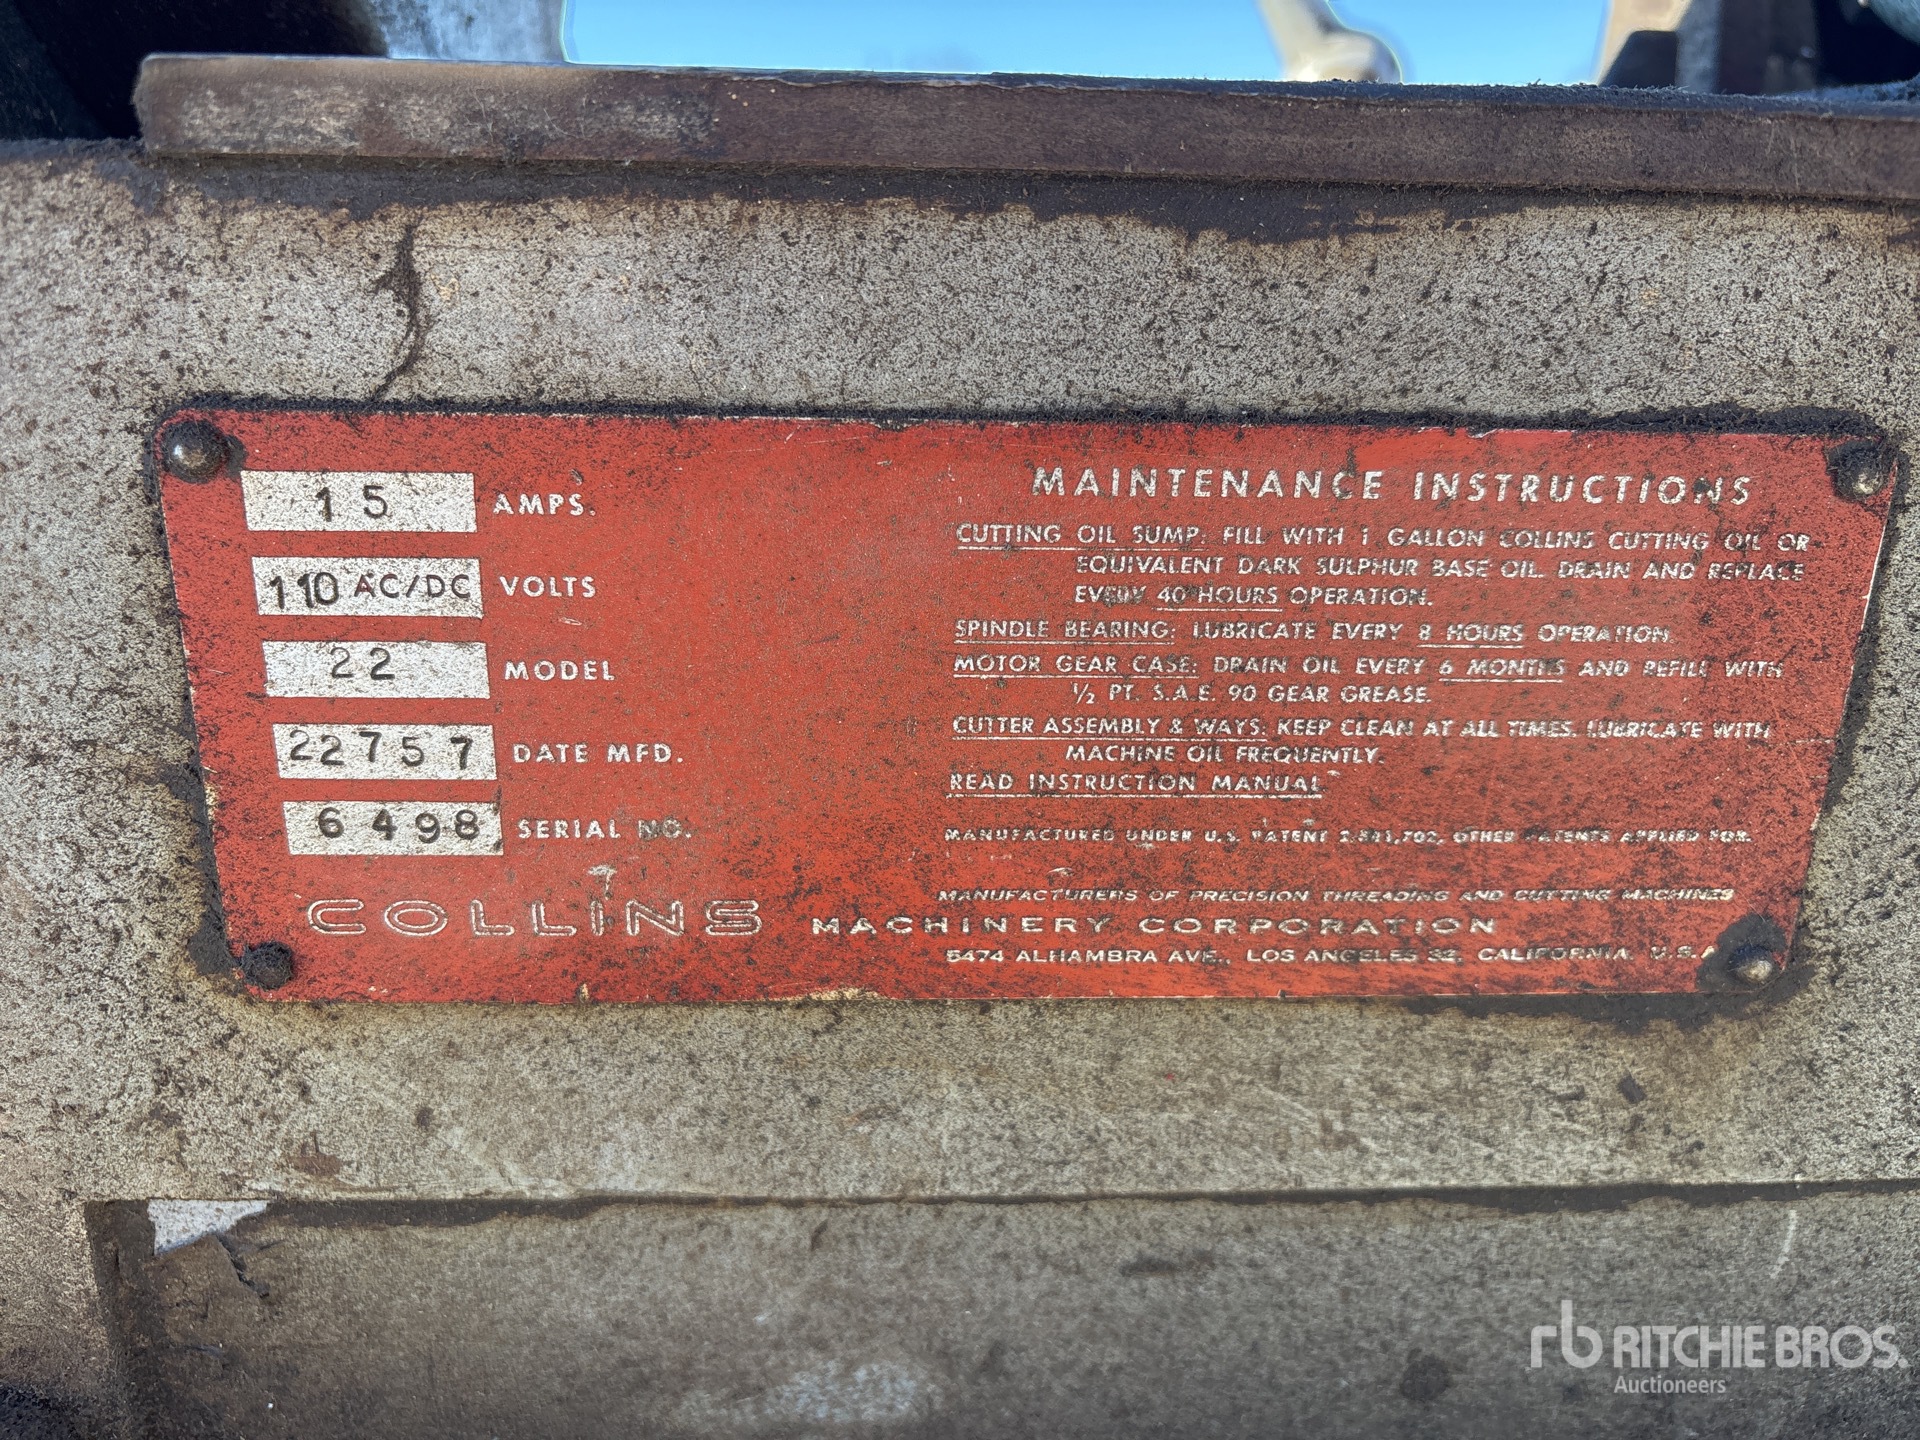 15 AMPS.
110 AC/DC VOLTS
22 MODEL
22757 DATE MFD.
6498 SERIAL NO.
COLLINS MACHINERY CORPORATION
MAINTENANCE INSTRUCTIONS
CUTTING OIL SUMP: FILL WITH 1 GALLON COLLINS CUTTING OIL OR
EQUIVALENT DARK SULPHUR BASE OIL. DRAIN AND REPLACE
EVERY 40 HOURS OPERATION.
SPINDLE BEARING: LUBRICATE EVERY 8 HOURS OPERATION.
MOTOR GEAR CASE: DRAIN OIL EVERY 6 MONTHS AND REFILL WITH
1/2 PT. S.A.E. 90 GEAR GREASE.
CUTTER ASSEMBLY & WAYS: KEEP CLEAN AT ALL TIMES. LUBRICATE WITH
MACHINE OIL FREQUENTLY.
READ INSTRUCTION MANUAL
MANUFACTURED UNDER U.S. PATENT OTHER PATENTS APPLIED FOR.
MANUFACTURERS OF PRECISION THREADING AND CUTTING MACHINES
5474 ALHAMBRA AVE., LOS ANGELES 32, CALIFORNIA, U.S.A.
rb RITCHIE BROS.
Auctioneers